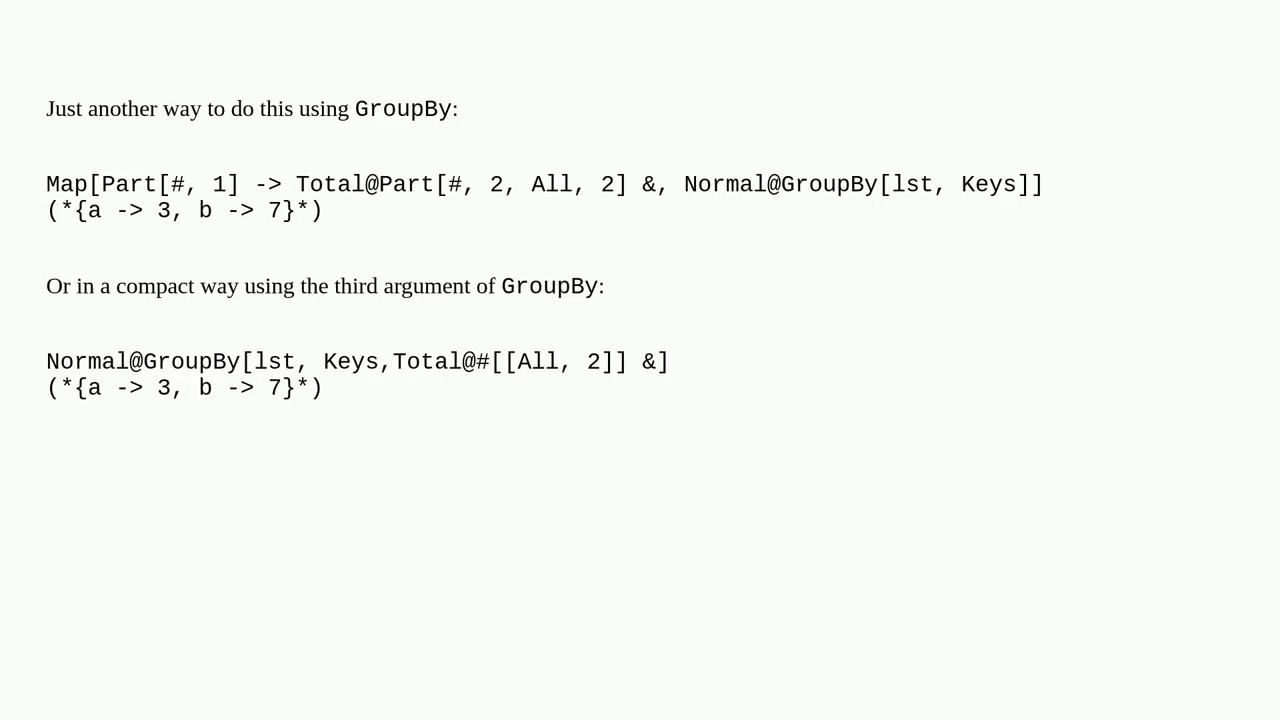 Just another way to do this using GroupBy:
Map[Part[#, 1] -> Total@Part[#, 2, All, 2] &, Normal@GroupBy[lst, Keys]]
(*{a -> 3, b -> 7}*)
Or in a compact way using the third argument of GroupBy:
Normal@GroupBy[lst, Keys,Total@#[[All, 2]] &]
(*{a -> 3, b -> 7}*)